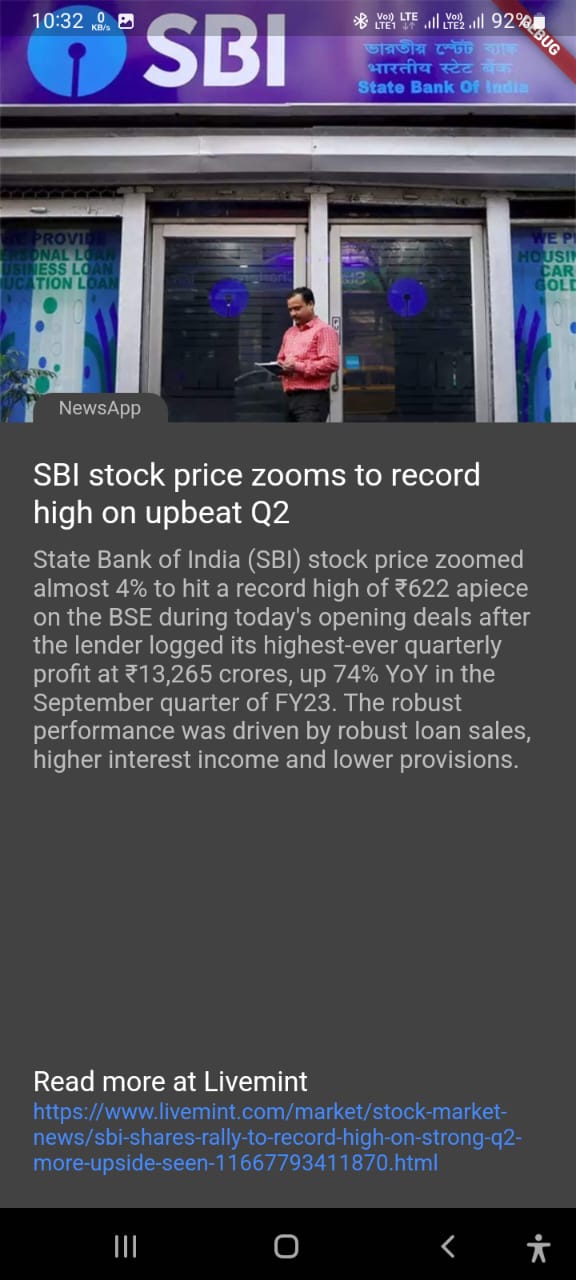 10:32 0 KB/s Vo) LTE1 LTE Vo) LTE2 92%
DEBUG
SBI
ভারতীয় স্টেট ব্যাঙ্ক
भारतीय स्टेट बैंक
State Bank Of India
WE PROVIDE
PERSONAL LOAN
BUSINESS LOAN
EDUCATION LOAN
WE P
HOUSIN
CAR
GOLD
NewsApp
SBI stock price zooms to record
high on upbeat Q2
State Bank of India (SBI) stock price zoomed
almost 4% to hit a record high of ₹622 apiece
on the BSE during today's opening deals after
the lender logged its highest-ever quarterly
profit at ₹13,265 crores, up 74% YoY in the
September quarter of FY23. The robust
performance was driven by robust loan sales,
higher interest income and lower provisions.
Read more at Livemint
https://www.livemint.com/market/stock-market-
news/sbi-shares-rally-to-record-high-on-strong-q2-
more-upside-seen-11667793411870.html